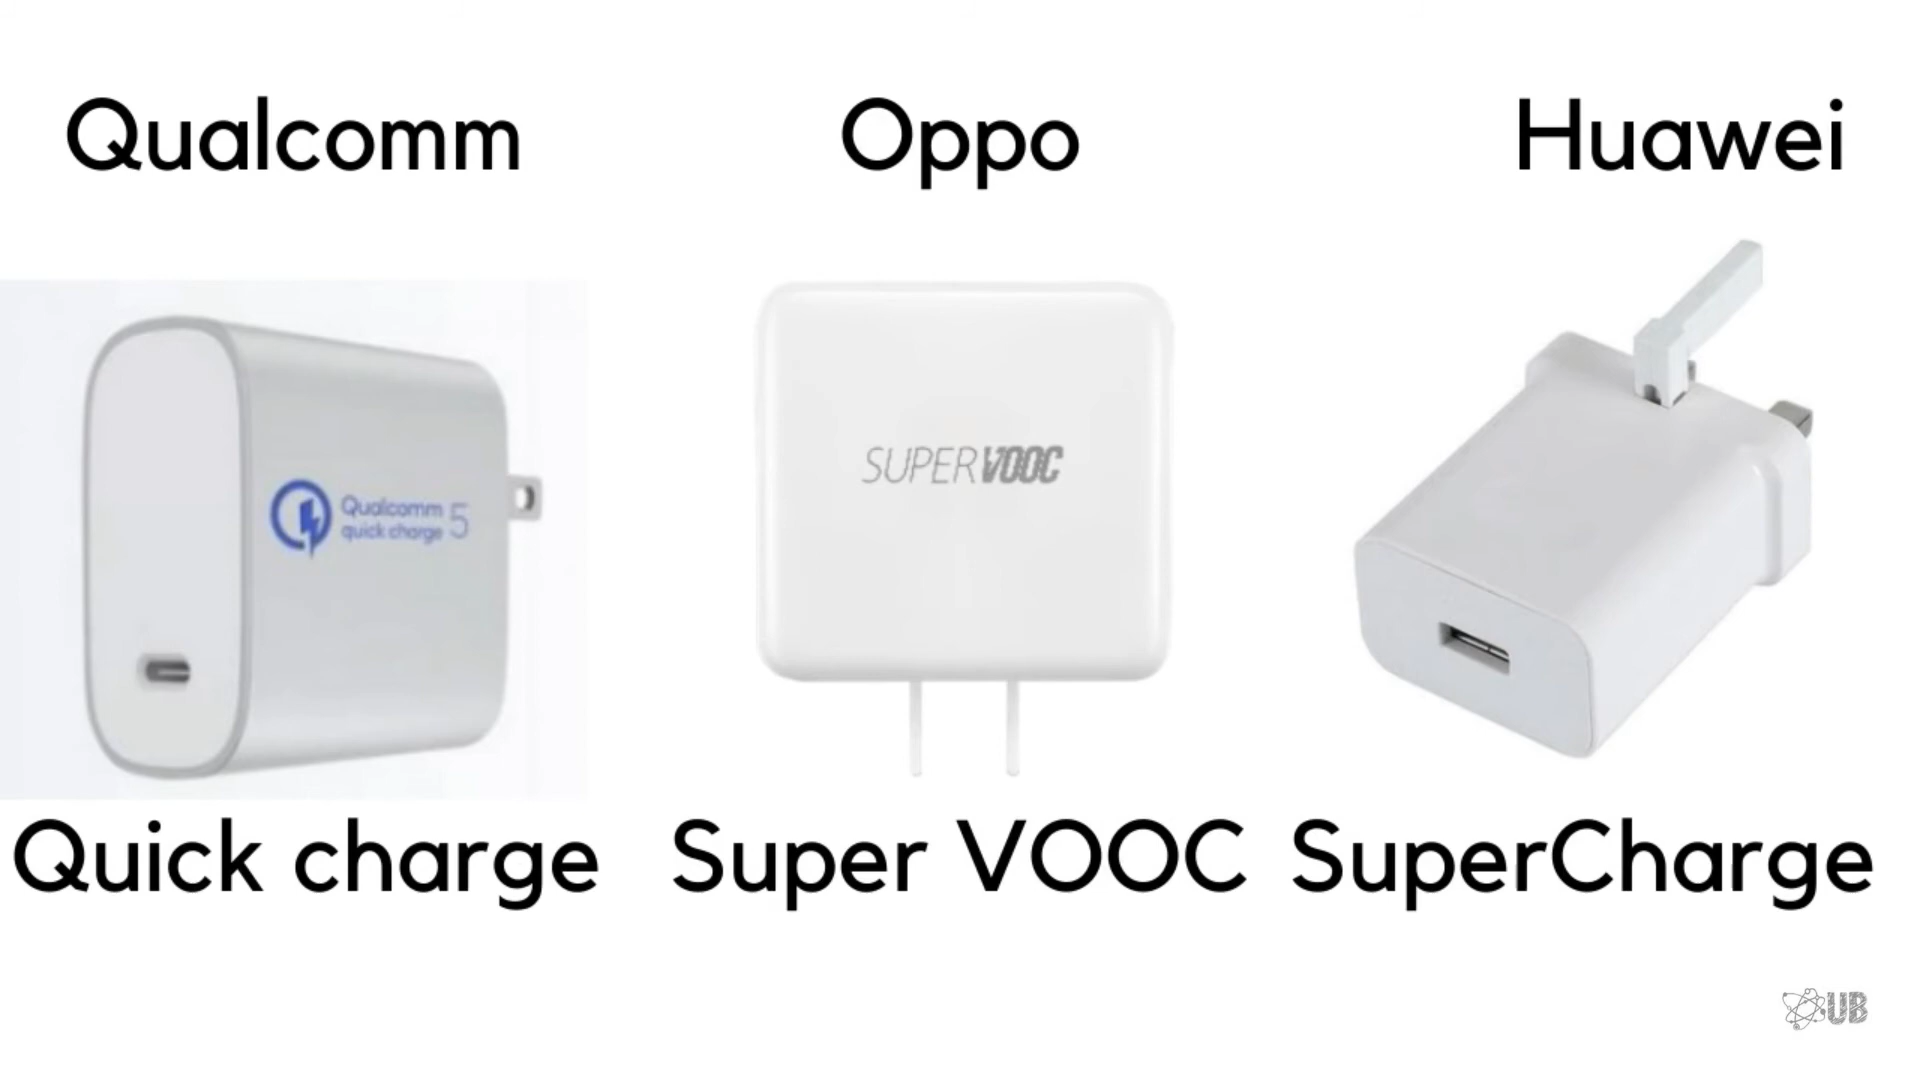 Qualcomm
Oppo
Huawei
Qualcomm
quick charge 5
SUPERVOOC
Quick charge
Super VOOC
SuperCharge
UB